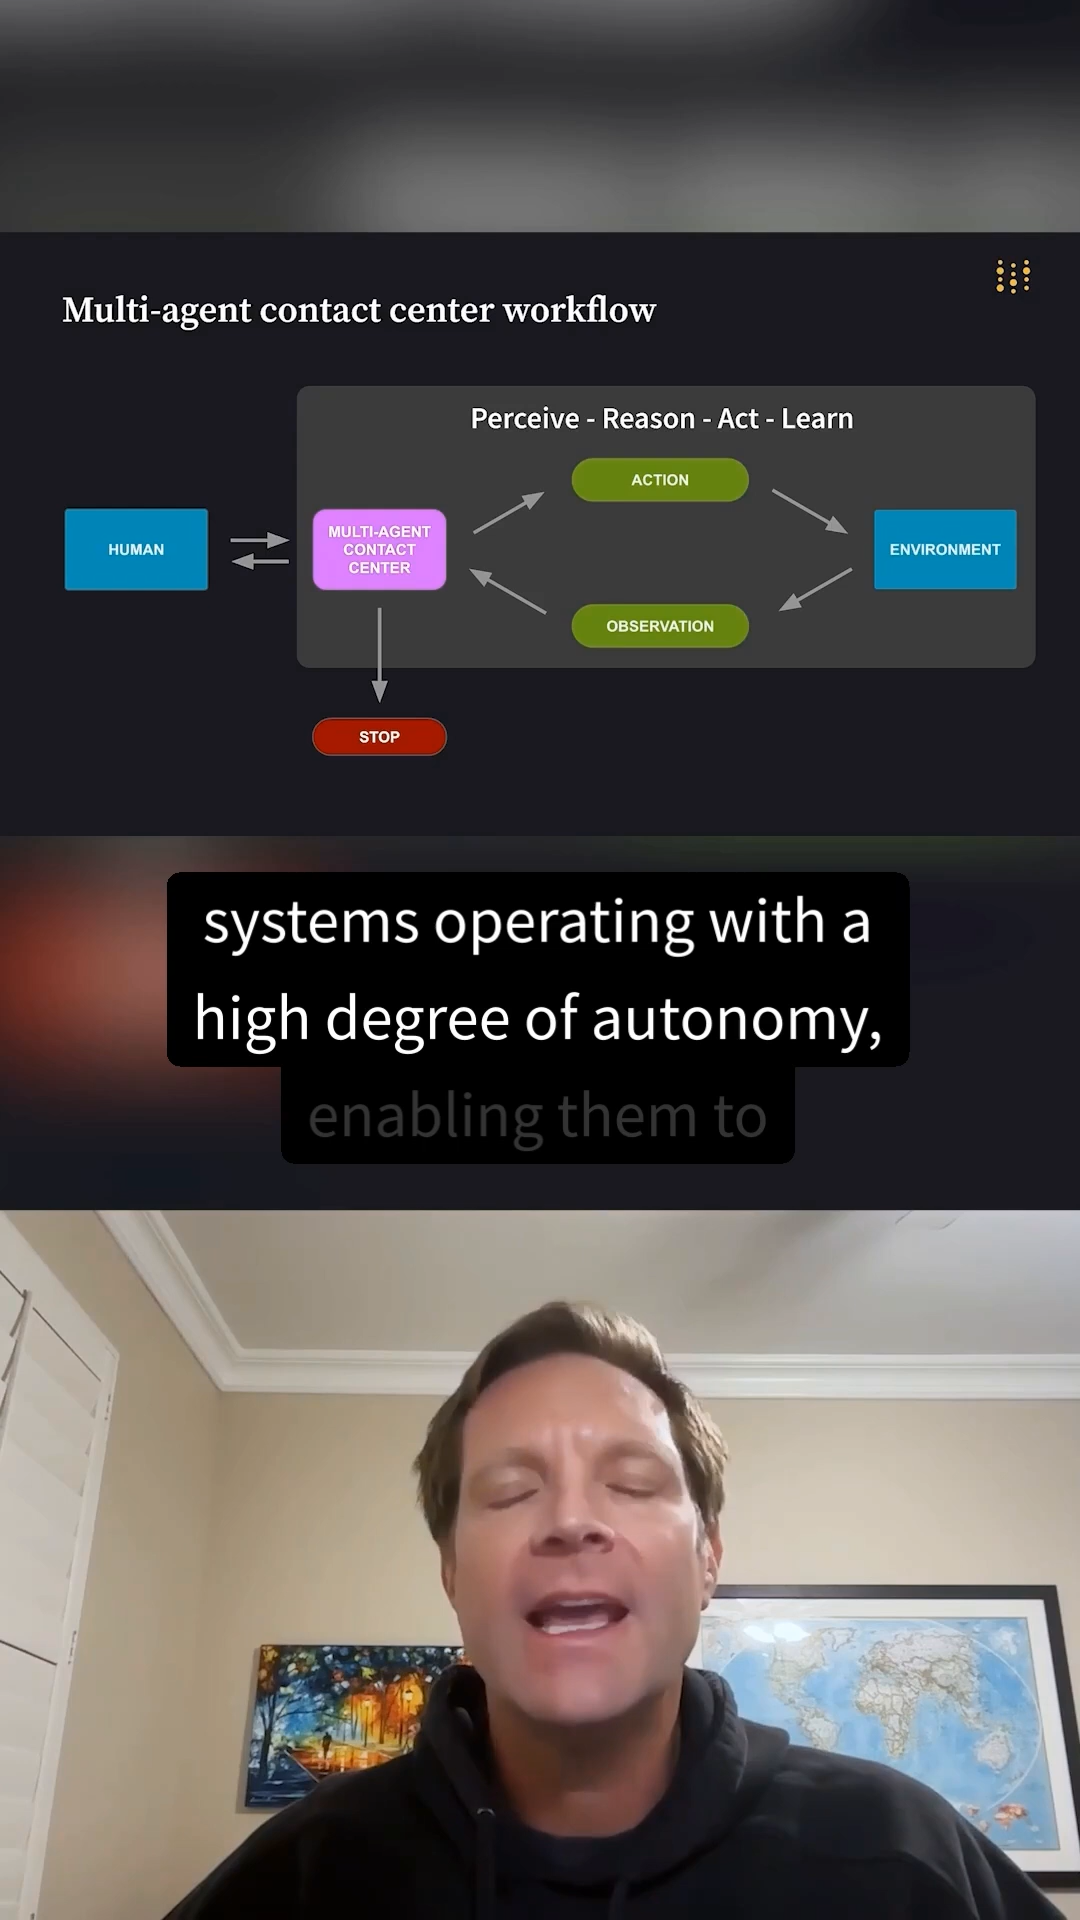 Multi-agent contact center workflow
Perceive - Reason - Act - Learn
ACTION
HUMAN
MULTI-AGENT
CONTACT
CENTER
ENVIRONMENT
OBSERVATION
STOP
systems operating with a
high degree of autonomy,
enabling them to